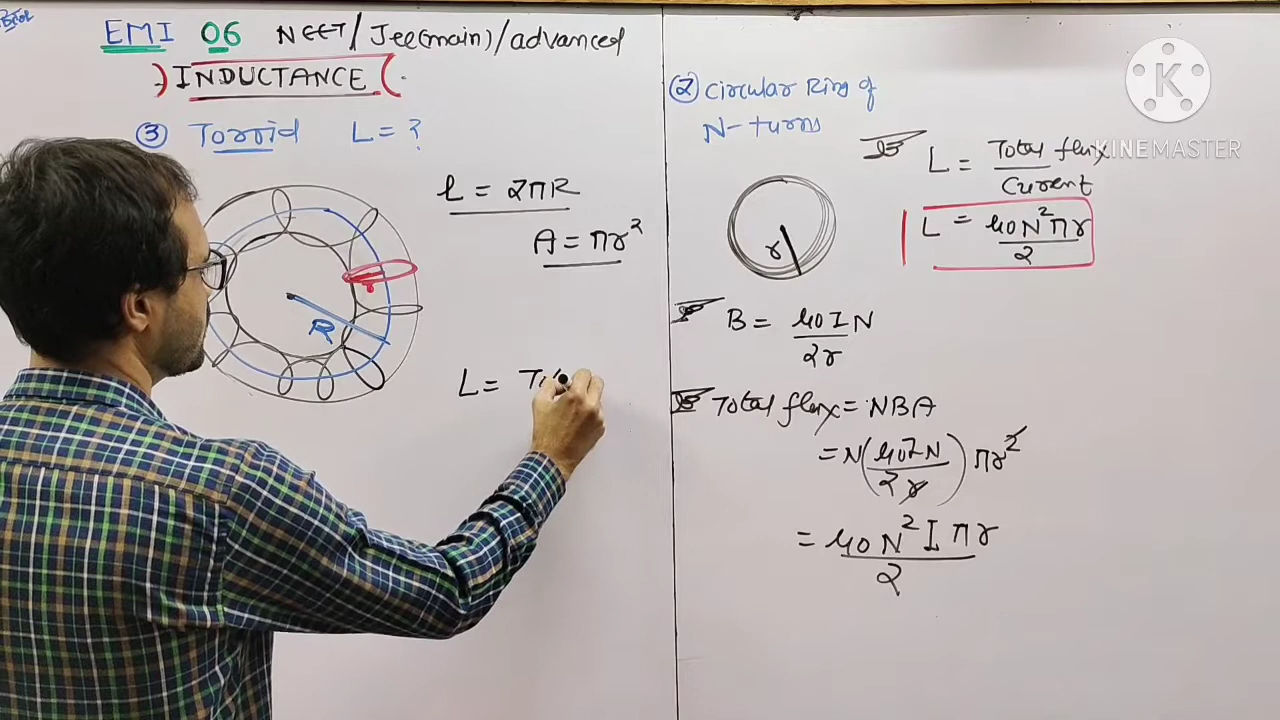 EMI 06 NEET/Jee(main)/advanced
INDUCTANCE
③ Toroid L = ?
l = 2πR
A = πr²
R
r
L =
② Circular Ring of
N-turns
L = Total flux
Current
L = μ0N²πr
2
r
B = μ0IN
2r
Total flux = NBA
= N(μ0IN
2r) πr²
= μ0N²Iπr
2
K
KINEMASTER